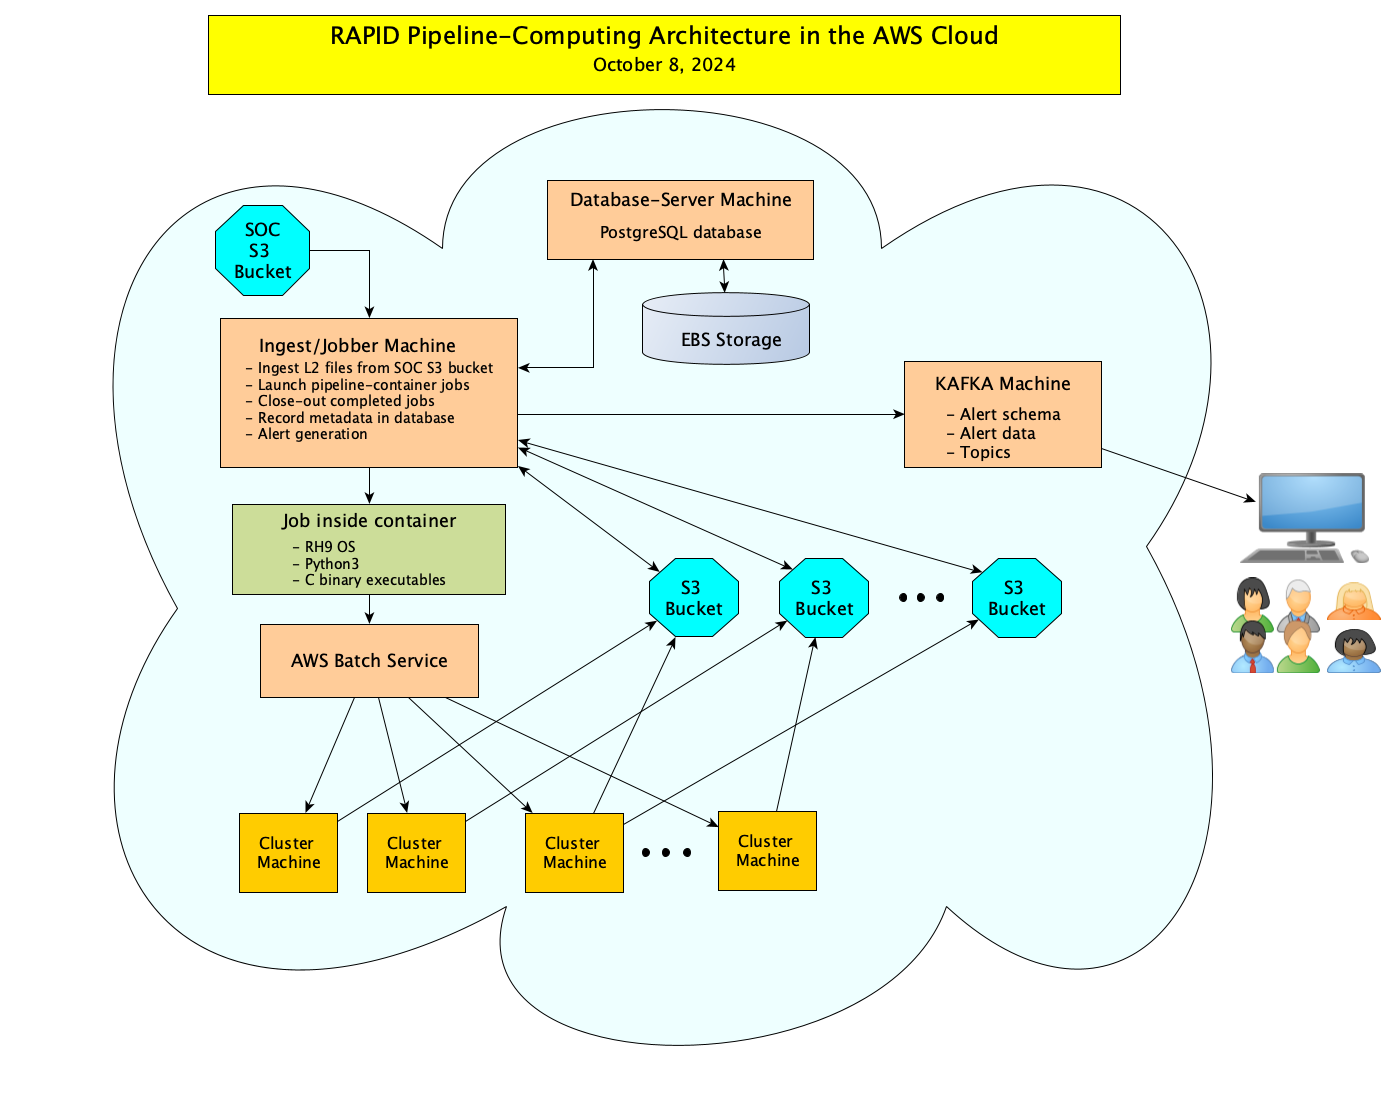 RAPID Pipeline-Computing Architecture in the AWS Cloud
October 8, 2024
SOC
S3
Bucket
Database-Server Machine
PostgreSQL database
EBS Storage
Ingest/Jobber Machine
- Ingest L2 files from SOC S3 bucket
- Launch pipeline-container jobs
- Close-out completed jobs
- Record metadata in database
- Alert generation
KAFKA Machine
- Alert schema
- Alert data
- Topics
Job inside container
- RH9 OS
- Python3
- C binary executables
S3
Bucket
S3
Bucket
S3
Bucket
AWS Batch Service
Cluster
Machine
Cluster
Machine
Cluster
Machine
Cluster
Machine